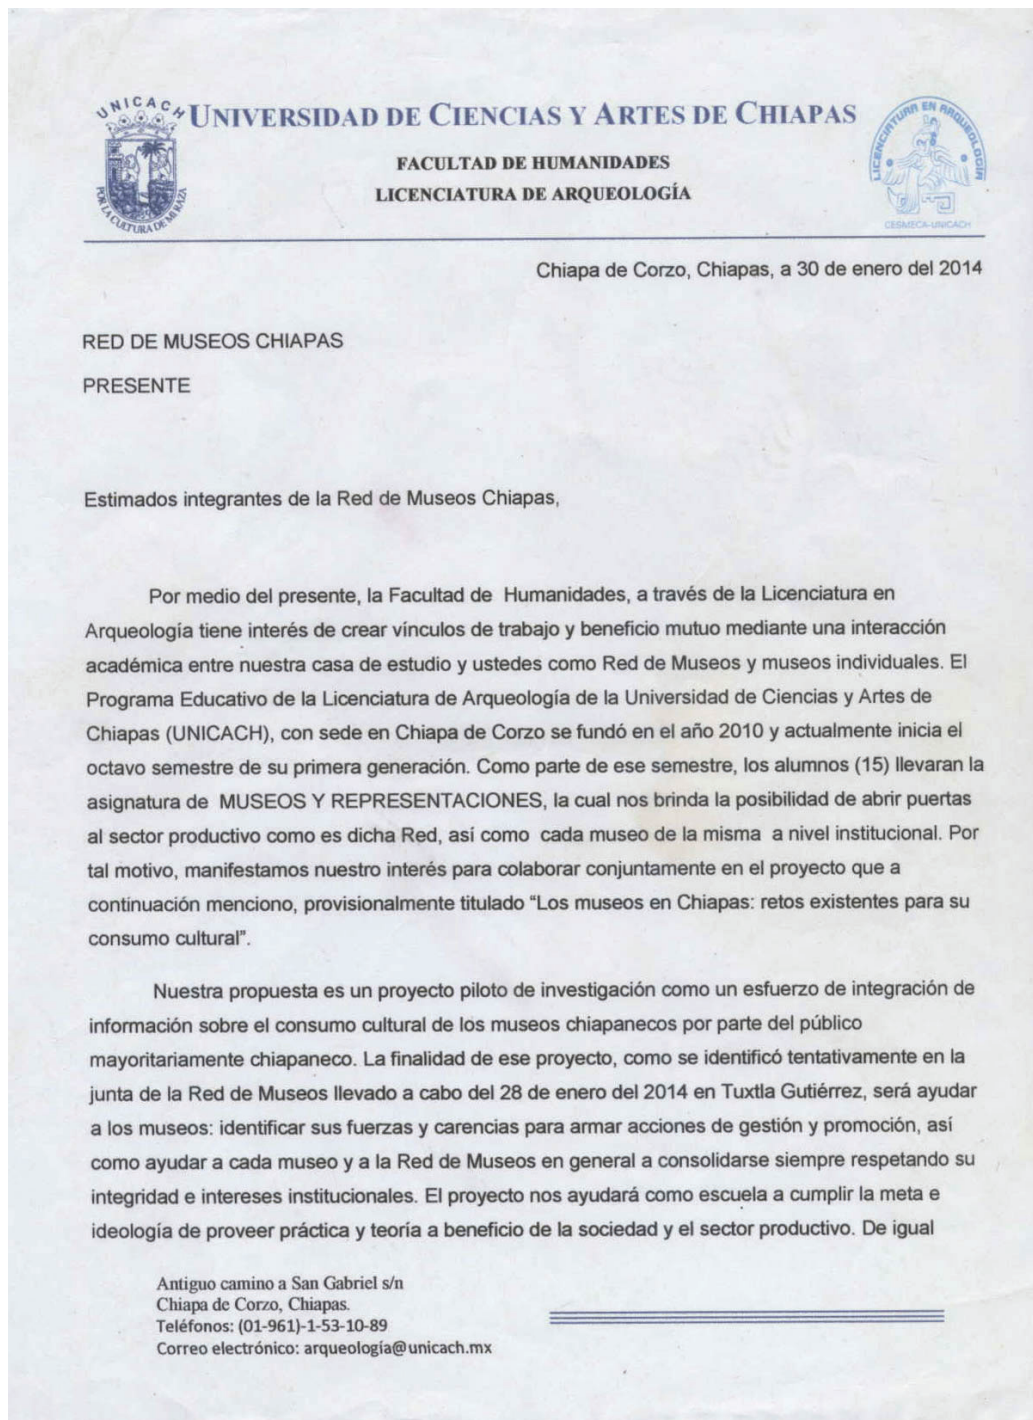 UNICACH
POR LA CULTURA DE MI RAZA
UNIVERSIDAD DE CIENCIAS Y ARTES DE CHIAPAS
LICENCIATURA EN ARQUEOLOGIA
CESMECA-UNICACH
FACULTAD DE HUMANIDADES
LICENCIATURA DE ARQUEOLOGÍA
Chiapa de Corzo, Chiapas, a 30 de enero del 2014
RED DE MUSEOS CHIAPAS
PRESENTE
Estimados integrantes de la Red de Museos Chiapas,
Por medio del presente, la Facultad de Humanidades, a través de la Licenciatura en
Arqueología tiene interés de crear vínculos de trabajo y beneficio mutuo mediante una interacción
académica entre nuestra casa de estudio y ustedes como Red de Museos y museos individuales. El
Programa Educativo de la Licenciatura de Arqueología de la Universidad de Ciencias y Artes de
Chiapas (UNICACH), con sede en Chiapa de Corzo se fundó en el año 2010 y actualmente inicia el
octavo semestre de su primera generación. Como parte de ese semestre, los alumnos (15) llevaran la
asignatura de MUSEOS Y REPRESENTACIONES, la cual nos brinda la posibilidad de abrir puertas
al sector productivo como es dicha Red, así como cada museo de la misma a nivel institucional. Por
tal motivo, manifestamos nuestro interés para colaborar conjuntamente en el proyecto que a
continuación menciono, provisionalmente titulado “Los museos en Chiapas: retos existentes para su
consumo cultural”.
Nuestra propuesta es un proyecto piloto de investigación como un esfuerzo de integración de
información sobre el consumo cultural de los museos chiapanecos por parte del público
mayoritariamente chiapaneco. La finalidad de ese proyecto, como se identificó tentativamente en la
junta de la Red de Museos llevado a cabo del 28 de enero del 2014 en Tuxtla Gutiérrez, será ayudar
a los museos: identificar sus fuerzas y carencias para armar acciones de gestión y promoción, así
como ayudar a cada museo y a la Red de Museos en general a consolidarse siempre respetando su
integridad e intereses institucionales. El proyecto nos ayudará como escuela a cumplir la meta e
ideología de proveer práctica y teoría a beneficio de la sociedad y el sector productivo. De igual
Antiguo camino a San Gabriel s/n
Chiapa de Corzo, Chiapas.
Teléfonos: (01-961)-1-53-10-89
Correo electrónico: arqueología@unicach.mx